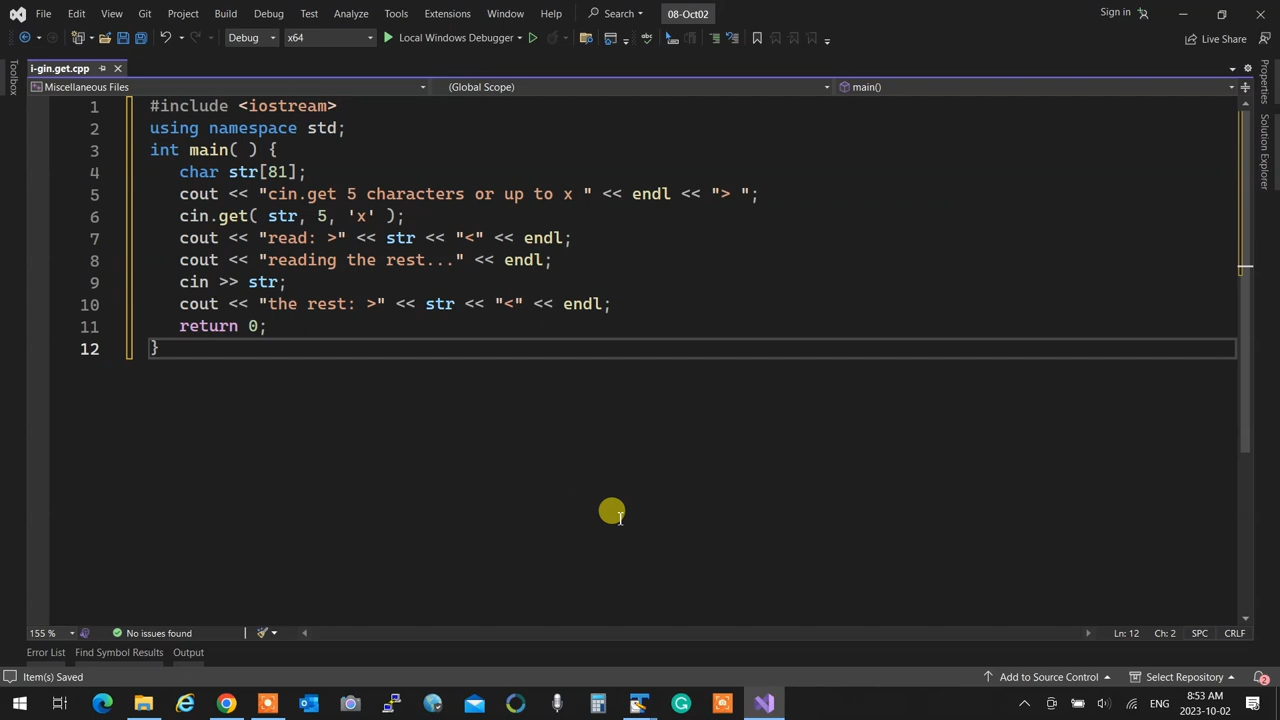 File Edit View Git Project Build Debug Test Analyze Tools Extensions Window Help Search 08-Oct02 Sign in
Debug x64 Local Windows Debugger Live Share
i-gin.get.cpp
Miscellaneous Files (Global Scope) main()
Toolbox
Properties
Solution Explorer
1 #include <iostream>
2 using namespace std;
3 int main( ) {
4 char str[81];
5 cout << "cin.get 5 characters or up to x " << endl << "> ";
6 cin.get( str, 5, 'x' );
7 cout << "read: >" << str << "<" << endl;
8 cout << "reading the rest..." << endl;
9 cin >> str;
10 cout << "the rest: >" << str << "<" << endl;
11 return 0;
12 }
155 % No issues found Ln: 12 Ch: 2 SPC CRLF
Error List Find Symbol Results Output
Item(s) Saved Add to Source Control Select Repository 2
ENG 8:53 AM
2023-10-02